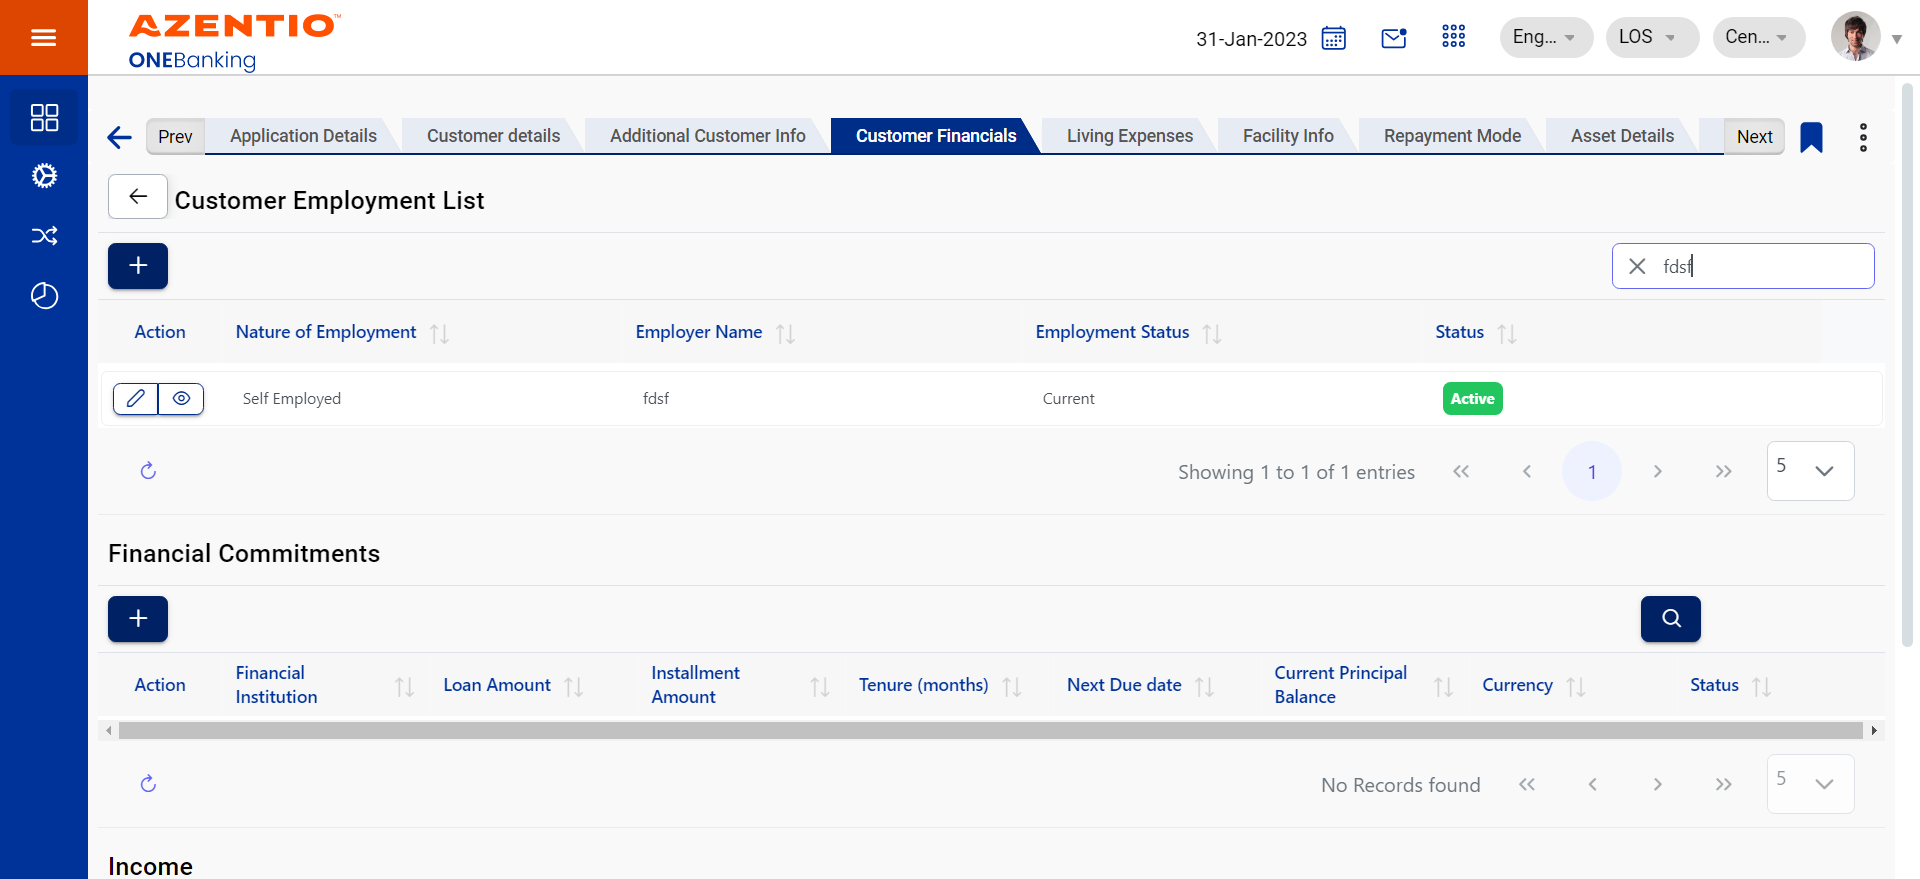 AZENTIO™
ONEBanking
31-Jan-2023
Eng...
LOS
Cen...
Prev
Application Details
Customer details
Additional Customer Info
Customer Financials
Living Expenses
Facility Info
Repayment Mode
Asset Details
Next
Customer Employment List
fdsf
Action
Nature of Employment
Employer Name
Employment Status
Status
Self Employed
fdsf
Current
Active
Showing 1 to 1 of 1 entries
1
5
Financial Commitments
Action
Financial
Institution
Loan Amount
Installment
Amount
Tenure (months)
Next Due date
Current Principal
Balance
Currency
Status
No Records found
5
Income